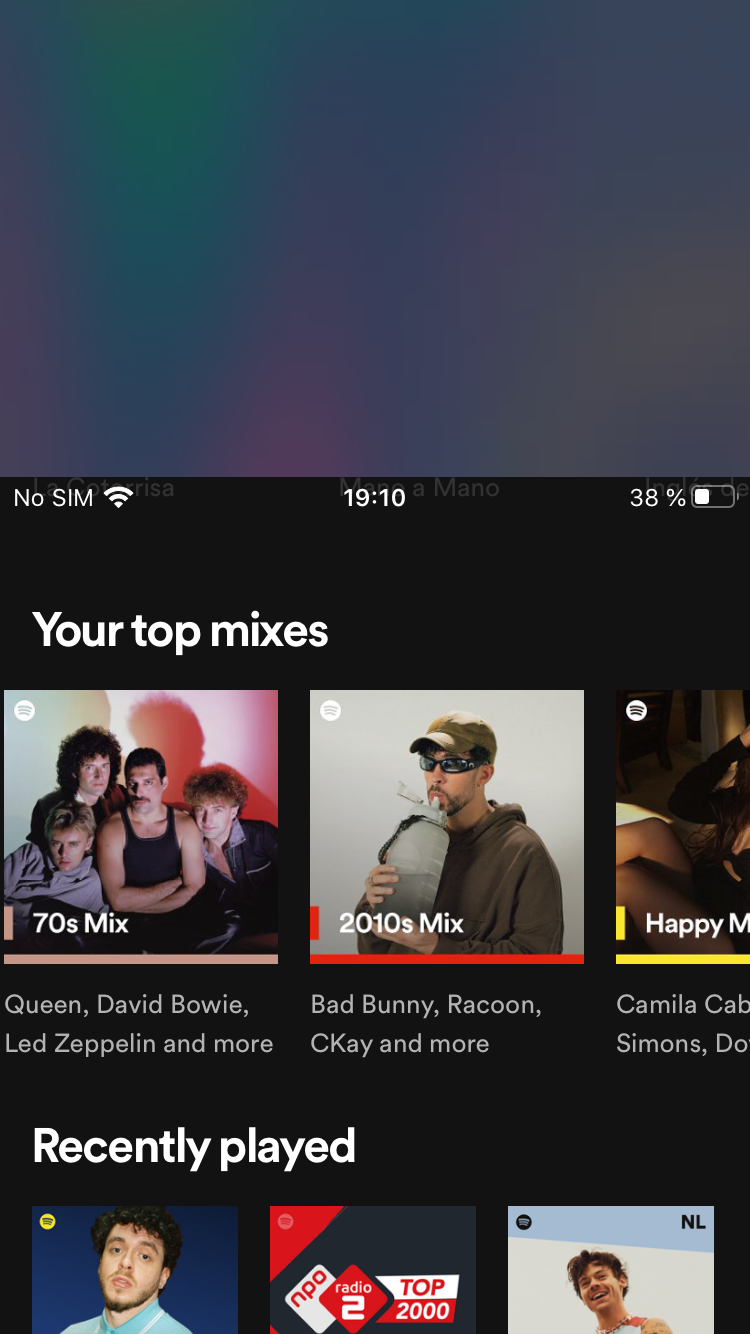 La Cotorrisa
Mano a Mano
Inglés de
No SIM
19:10
38 %
Your top mixes
70s Mix
2010s Mix
Happy M
Queen, David Bowie,
Led Zeppelin and more
Bad Bunny, Racoon,
CKay and more
Camila Cab
Simons, Do
Recently played
npo
radio
2
TOP
2000
NL